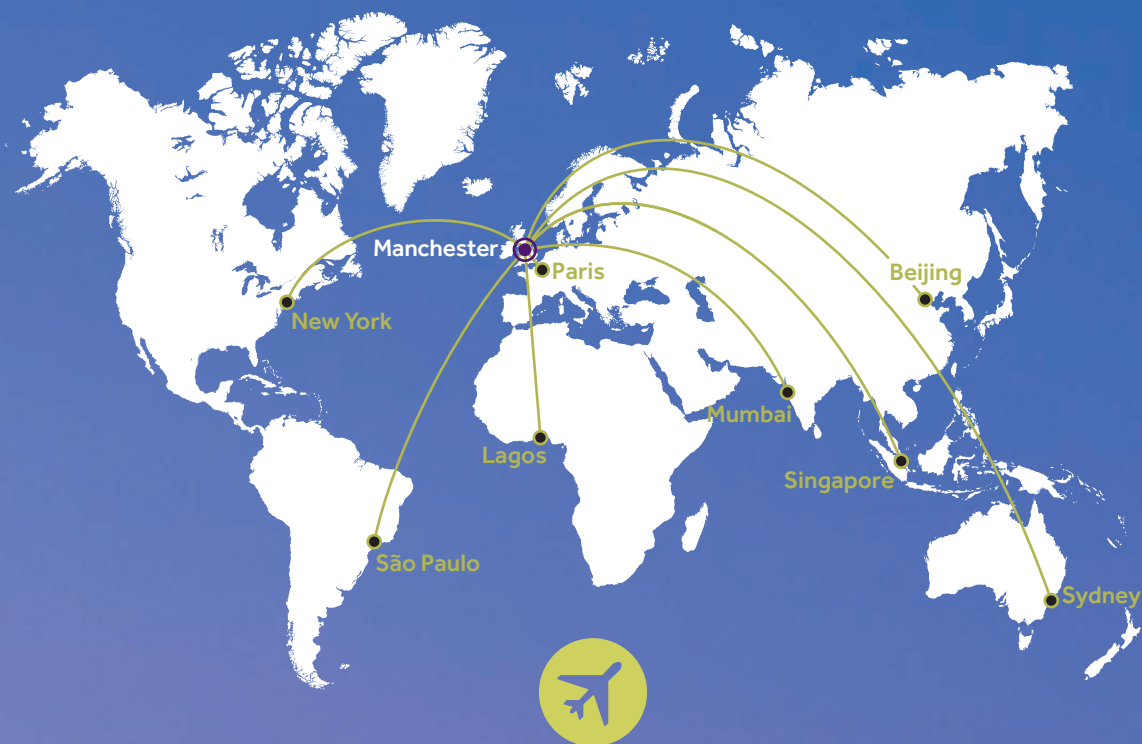 Manchester
Paris
Beijing
New York
Mumbai
Lagos
Singapore
São Paulo
Sydney